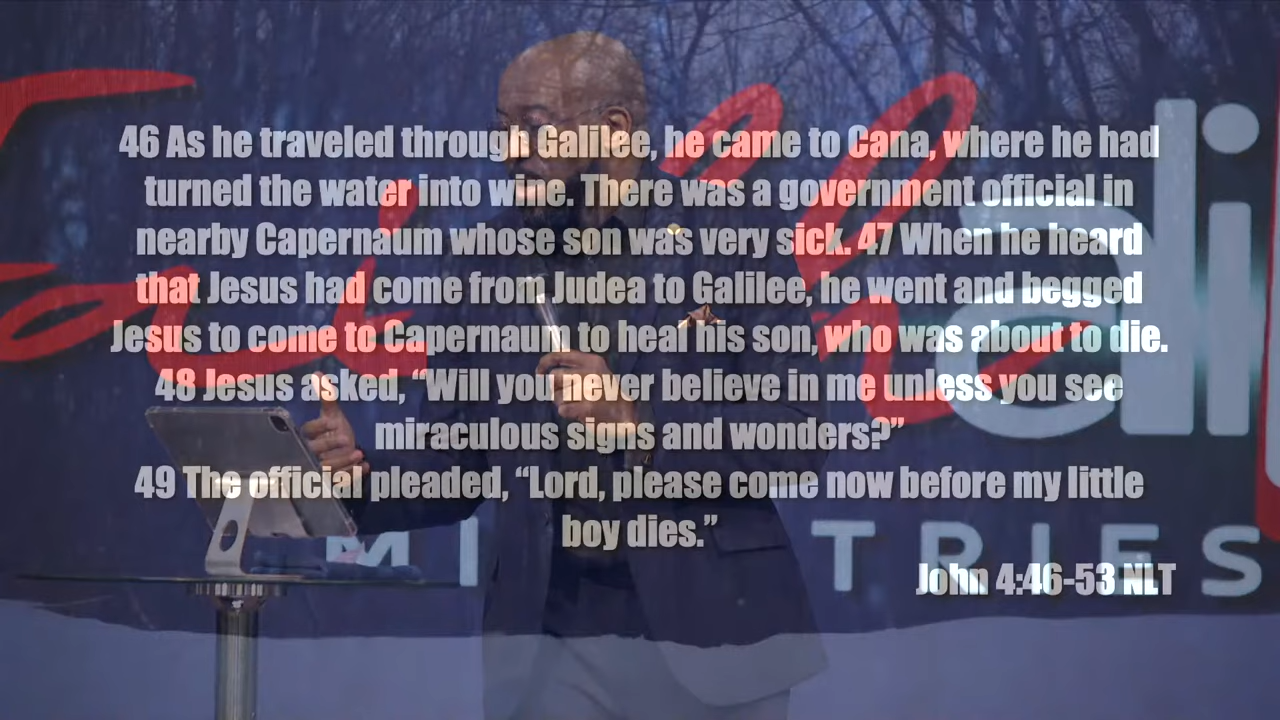 46 As he traveled through Galilee, he came to Cana, where he had
turned the water into wine. There was a government official in
nearby Capernaum whose son was very sick. 47 When he heard
that Jesus had come from Judea to Galilee, he went and begged
Jesus to come to Capernaum to heal his son, who was about to die.
48 Jesus asked, “Will you never believe in me unless you see
miraculous signs and wonders?”
49 The official pleaded, “Lord, please come now before my little
boy dies.”
John 4:46-53 NLT
Faith